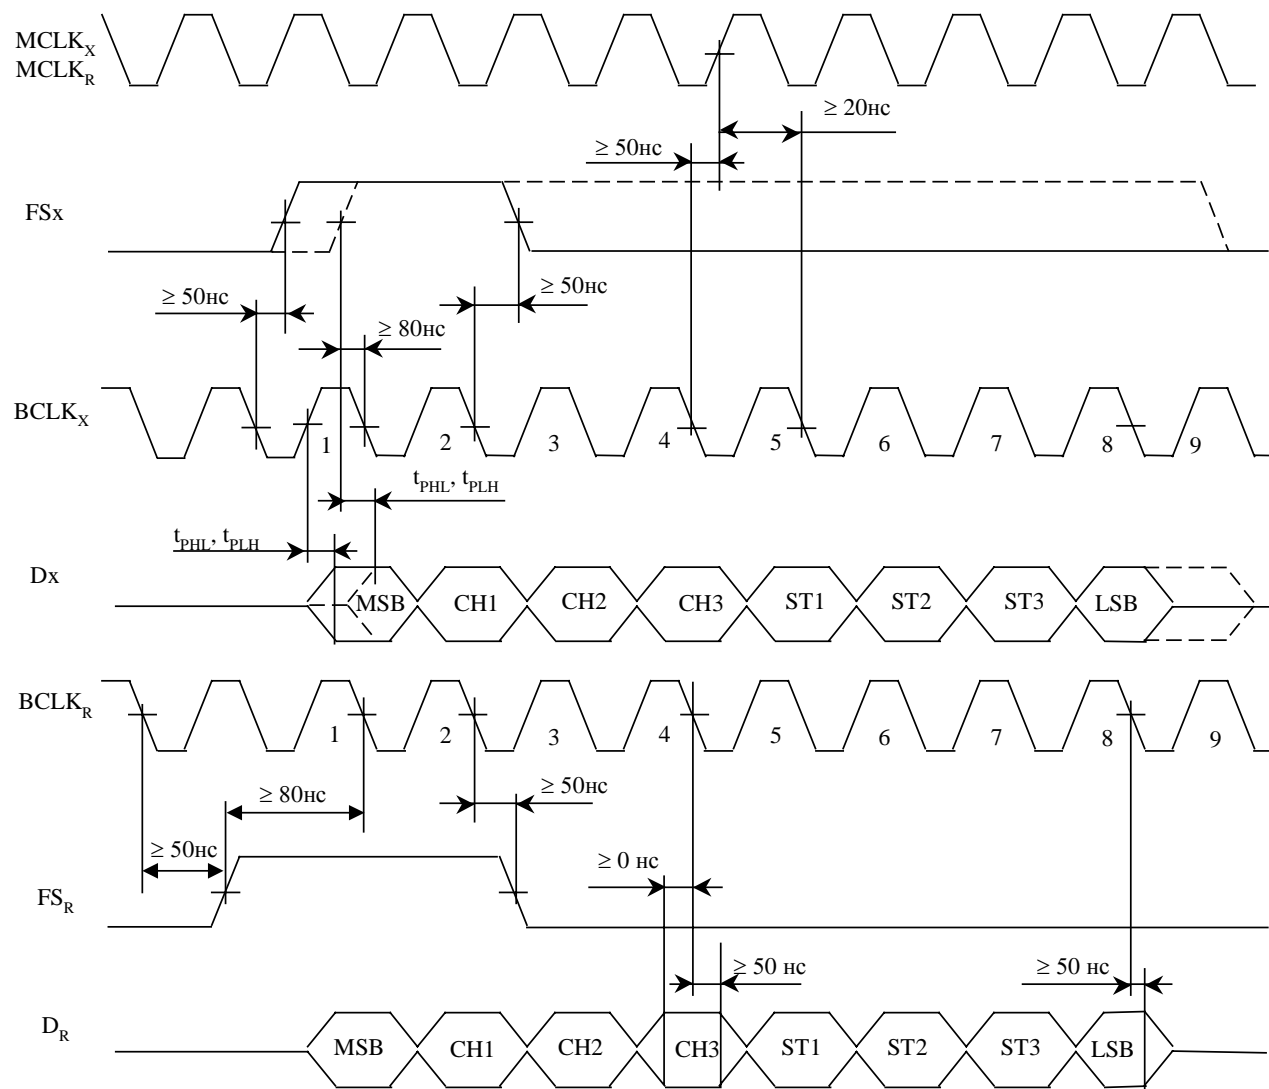 MCLKX
MCLKR
≥ 20нс
≥ 50нс
FSx
≥ 50нс
≥ 50нс
≥ 80нс
BCLKX
1 2 3 4 5 6 7 8 9
tPHL, tPLH
tPHL, tPLH
Dx
MSB CH1 CH2 CH3 ST1 ST2 ST3 LSB
BCLKR
1 2 3 4 5 6 7 8 9
≥ 80нс
≥ 50нс
≥ 50нс
≥ 0 нс
FSR
≥ 50 нс
≥ 50 нс
DR
MSB CH1 CH2 CH3 ST1 ST2 ST3 LSB